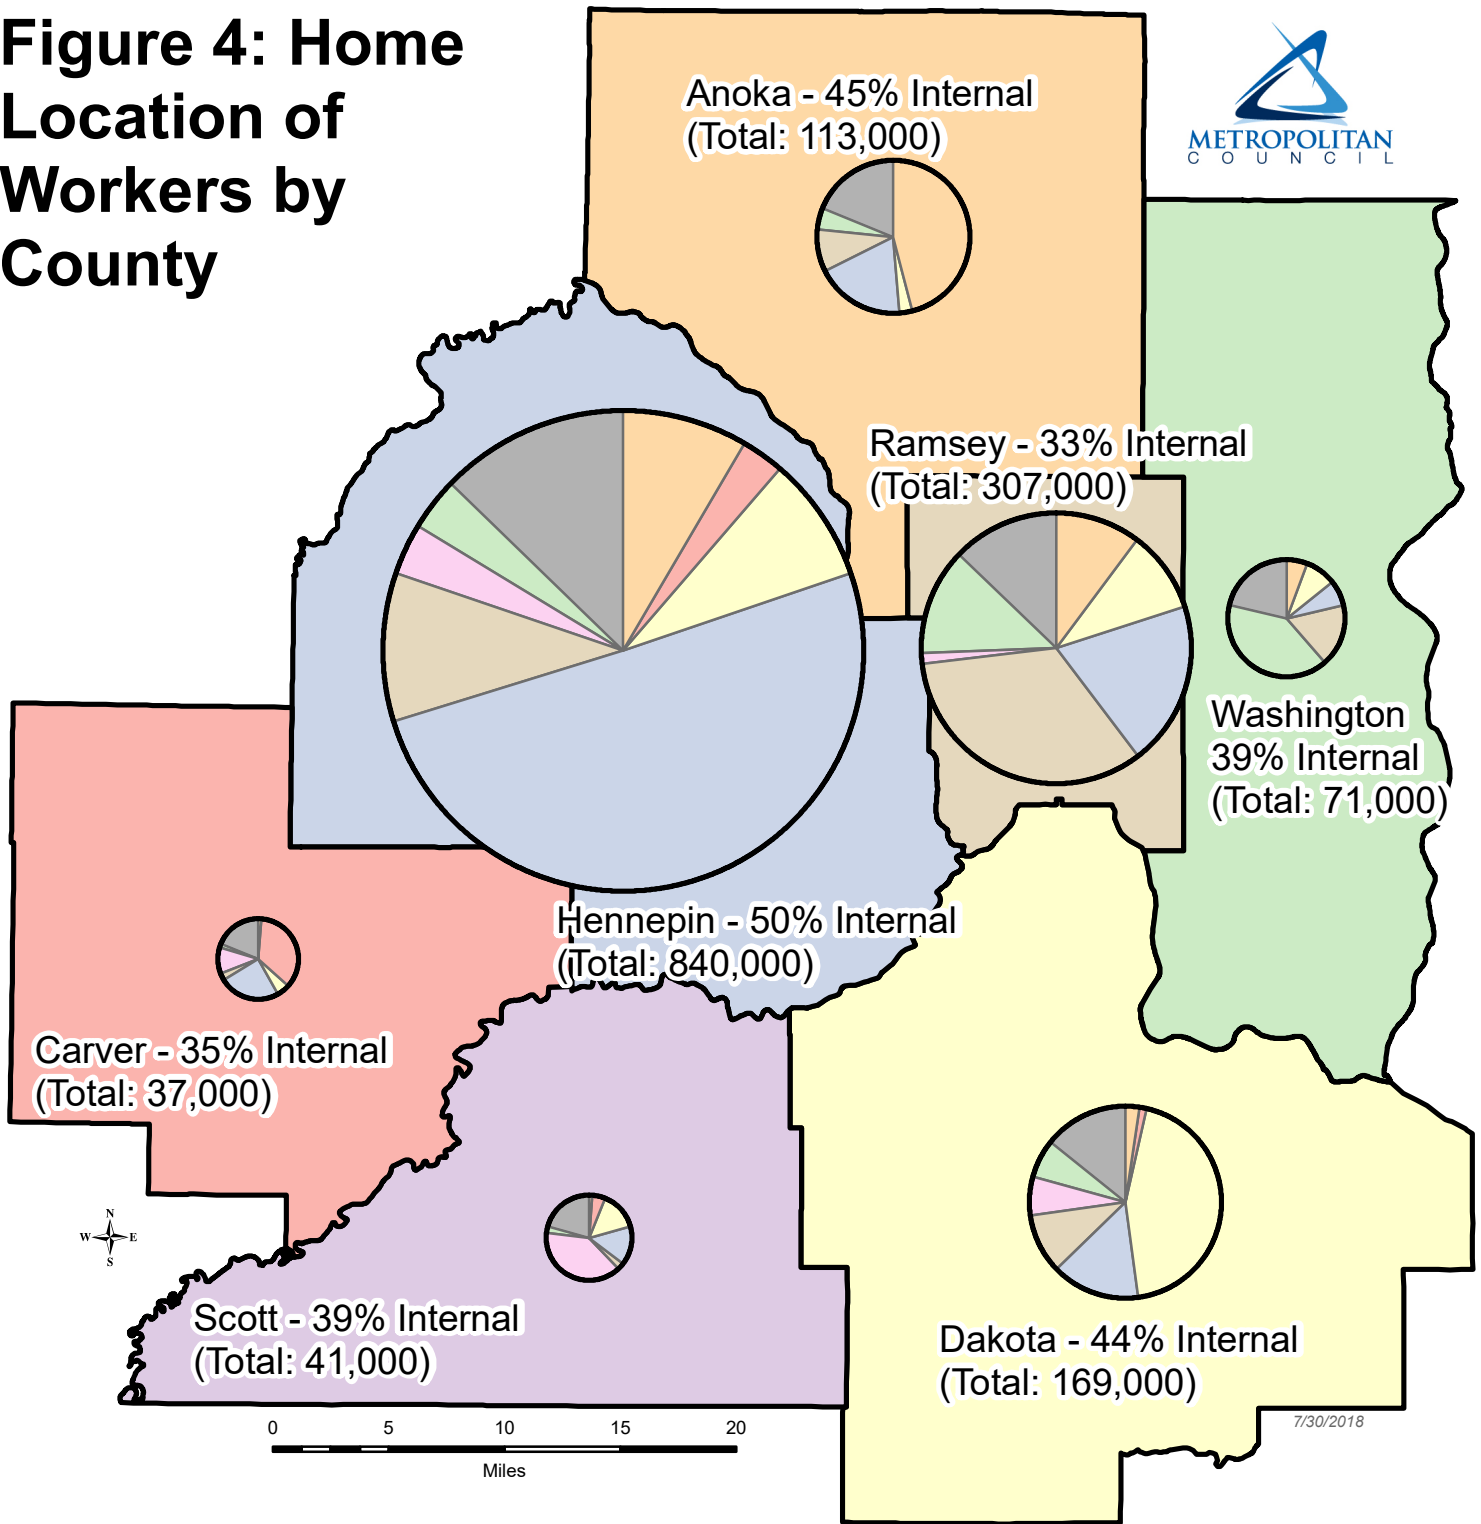 Figure 4: Home
Location of
Workers by
County
METROPOLITAN
COUNCIL
Anoka - 45% Internal
(Total: 113,000)
Ramsey - 33% Internal
(Total: 307,000)
Washington
39% Internal
(Total: 71,000)
Hennepin - 50% Internal
(Total: 840,000)
Carver - 35% Internal
(Total: 37,000)
N
W E
S
Scott - 39% Internal
(Total: 41,000)
Dakota - 44% Internal
(Total: 169,000)
0 5 10 15 20
Miles
7/30/2018